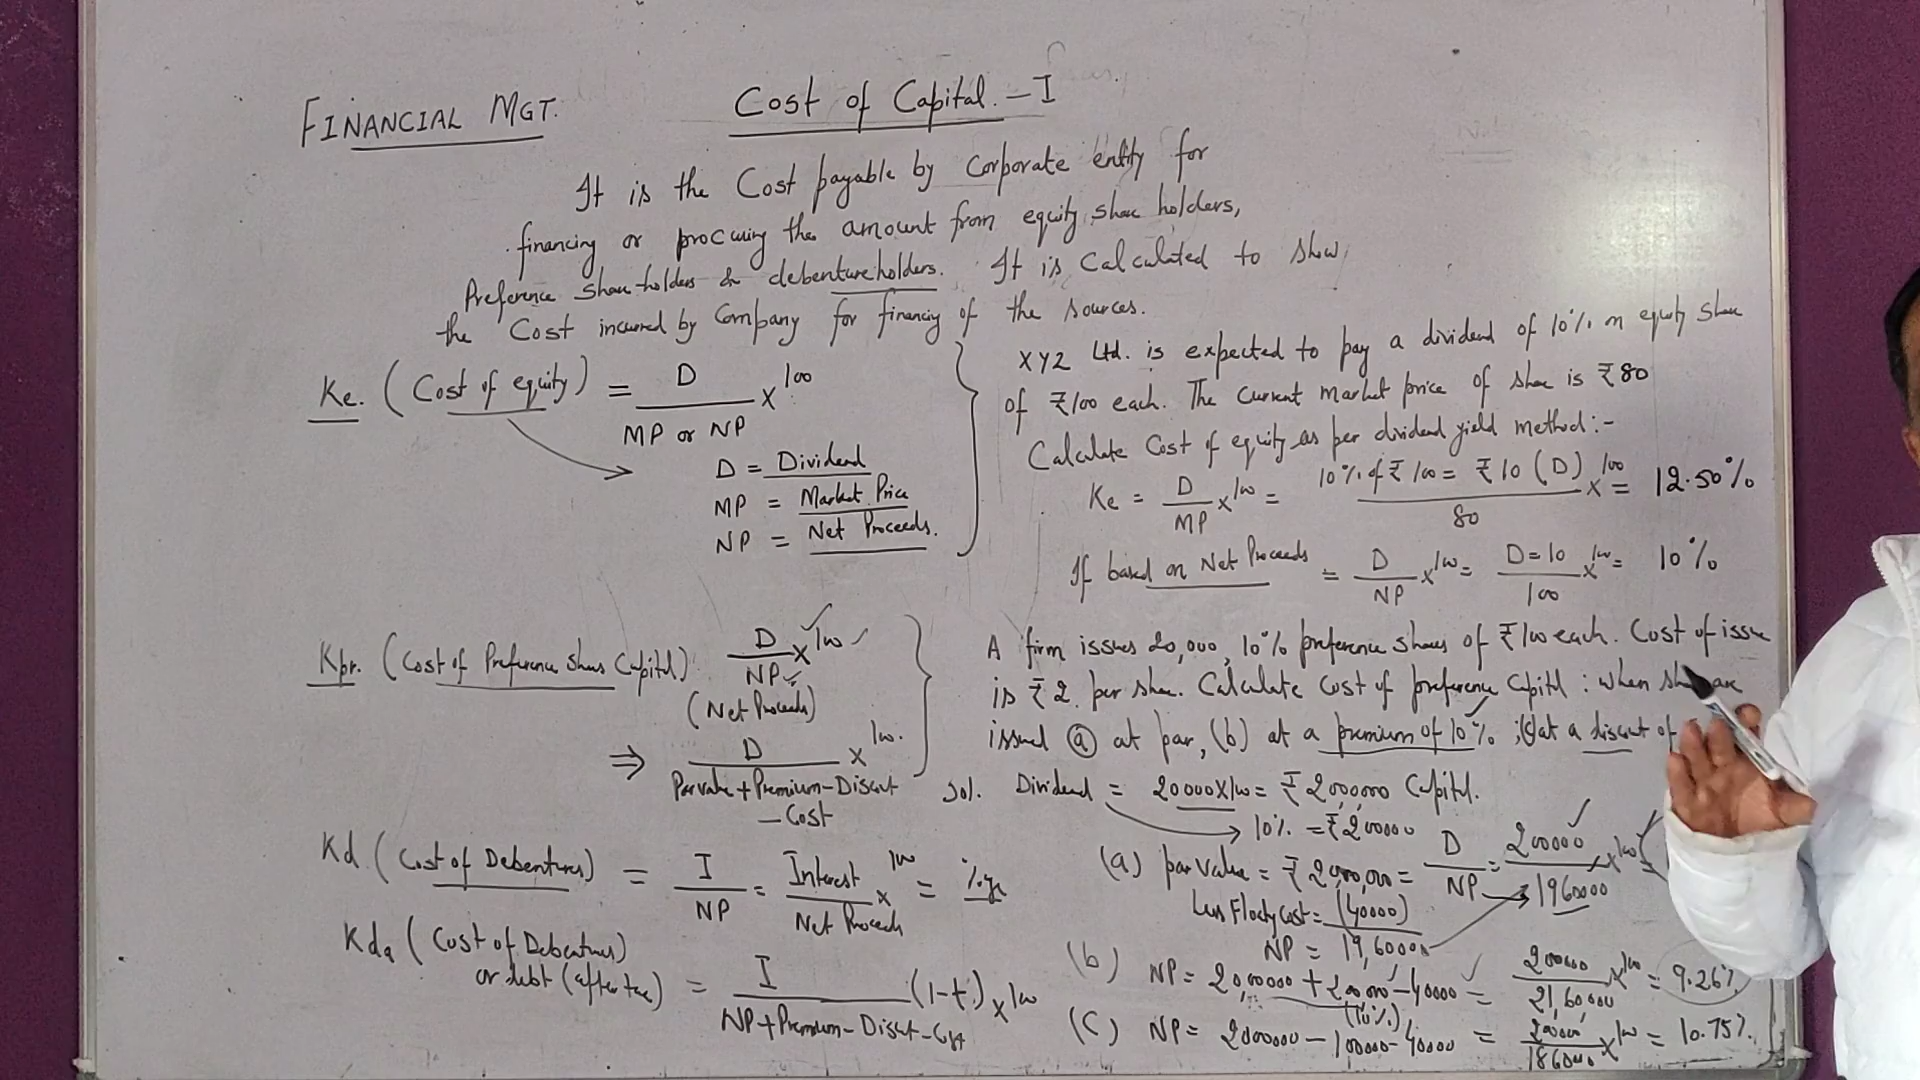 FINANCIAL MGT.
Cost of Capital. – I
It is the Cost payable by Corporate entity for
financing or procuring the amount from equity share holders,
Preference Share holders & debentureholders. It is Calculated to show
the Cost incurred by Company for financing of the sources.
Ke. (Cost of equity) = D / MP or NP x 100
D = Dividend
MP = Market Price
NP = Net Proceeds.
XYZ Ltd. is expected to pay a dividend of 10% on equity share
of ₹100 each. The Current market price of share is ₹80
Calculate Cost of equity as per dividend yield method:-
Ke = D / MP x 100 = 10% of ₹100 = ₹10 (D) / 80 x 100 = 12.50%
If based on Net Proceeds = D / NP x 100 = D=10 / 100 x 100 = 10%
Kpr. (Cost of Preference Shares Capital) D / NP x 100
(Net Proceeds)
⇒ D / Par value + Premium – Discount – Cost x 100.
A firm issues 20,000, 10% preference shares of ₹100 each. Cost of issue
is ₹2 per share. Calculate Cost of preference Capital : when are
issued (a) at par, (b) at a premium of 10% ; (c) at a discount of
Sol. Dividend = 20000 X 100 = ₹2000000 Capital.
→ 10% = ₹200000
(a) par value = ₹2000,000 = D / NP = 200000 / 1960000 x 100
Less Cost = (40000)
NP = 19,60000
(b) NP = 20,00000 + 200000 – 40000 = 200000 / 21,60000 x 100 = 9.26%
(10%)
(C) NP = 2000000 – 100000 – 40000 = x 100 = 10.75%.
Kd (Cost of Debentures) = I / NP = Interest / Net Proceeds x 100 =
Kda (Cost of Debentures)
or debt (after tax) = I / NP + Premium – Disct – Cost (1–t) x 100